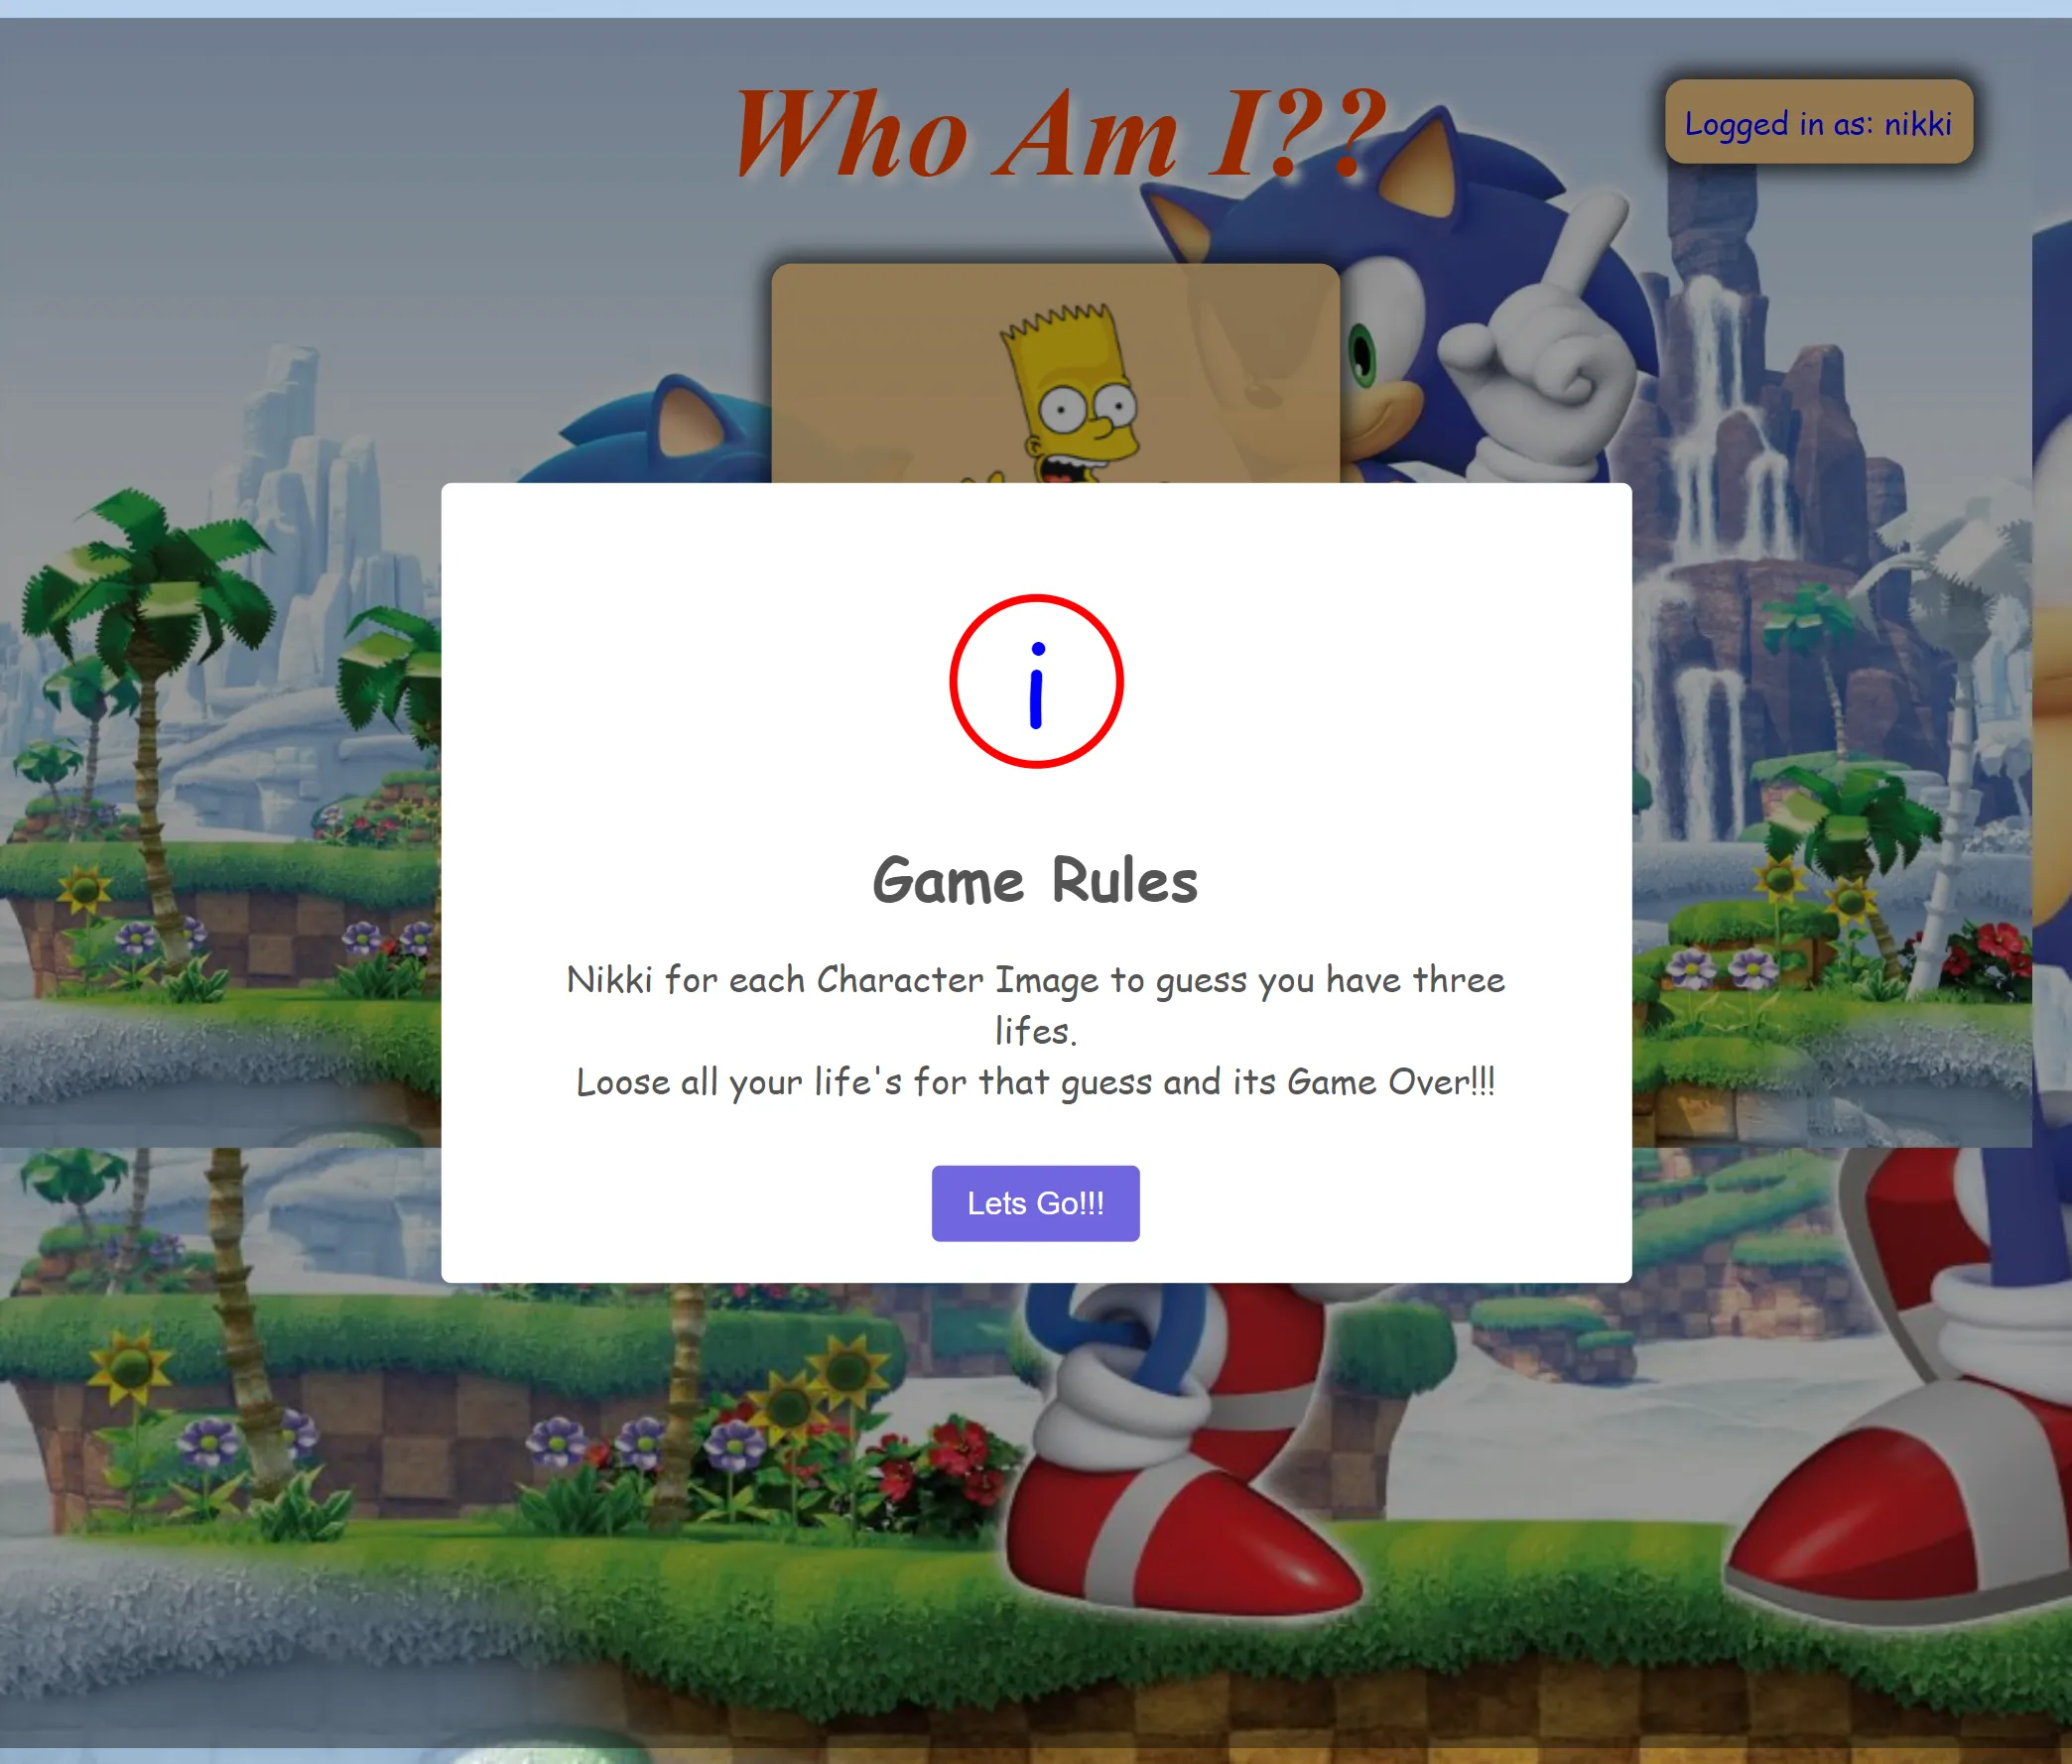 Who Am I??
Logged in as: nikki
i
Game Rules
Nikki for each Character Image to guess you have three
lifes.
Loose all your life's for that guess and its Game Over!!!
Lets Go!!!